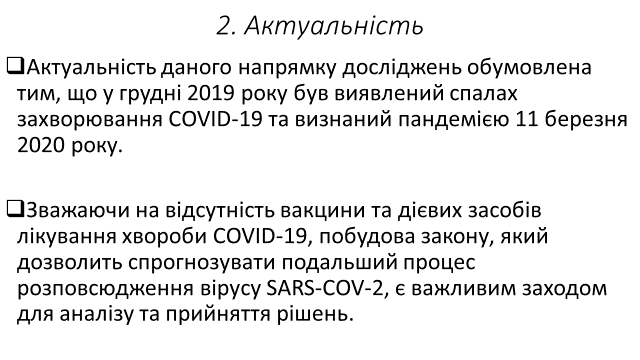 2. Актуальність
❑Актуальність даного напрямку досліджень обумовлена
тим, що у грудні 2019 року був виявлений спалах
захворювання COVID-19 та визнаний пандемією 11 березня
2020 року.
❑Зважаючи на відсутність вакцини та дієвих засобів
лікування хвороби COVID-19, побудова закону, який
дозволить спрогнозувати подальший процес
розповсюдження вірусу SARS-COV-2, є важливим заходом
для аналізу та прийняття рішень.